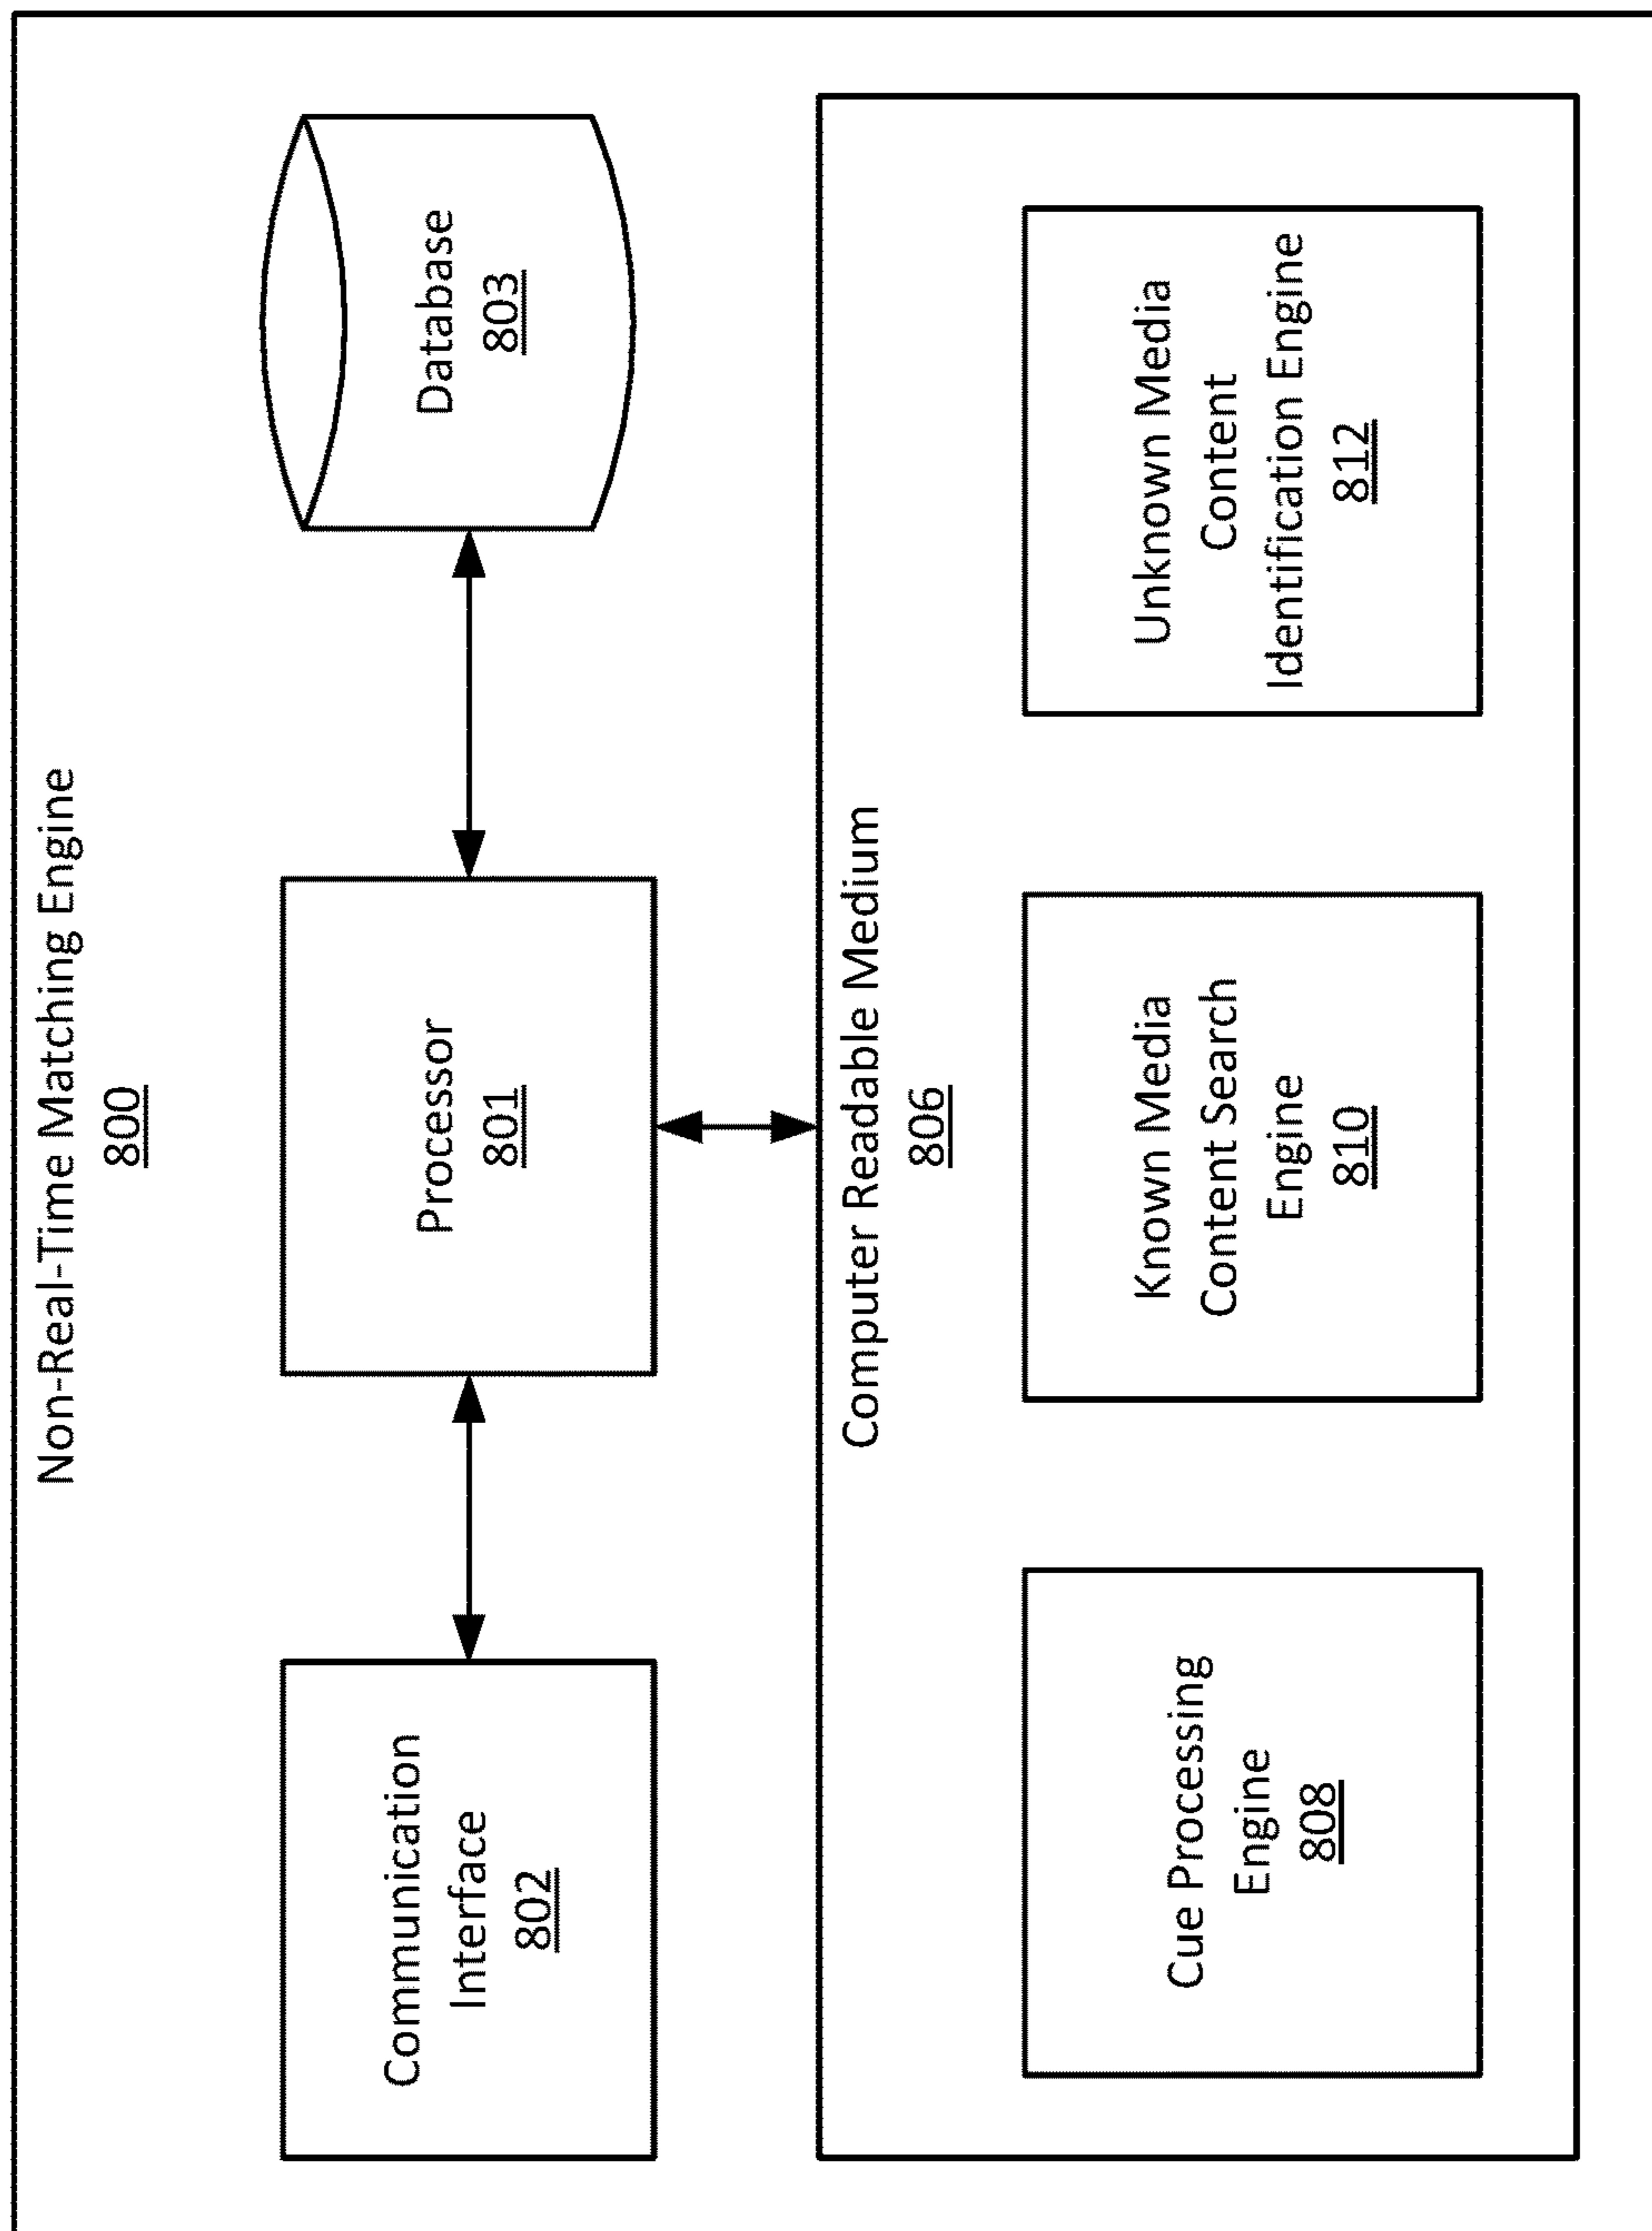 Non-Real-Time Matching Engine
800
Communication
Interface
802
Processor
801
Database
803
Computer Readable Medium
806
Cue Processing
Engine
808
Known Media
Content Search
Engine
810
Unknown Media
Content
Identification Engine
812